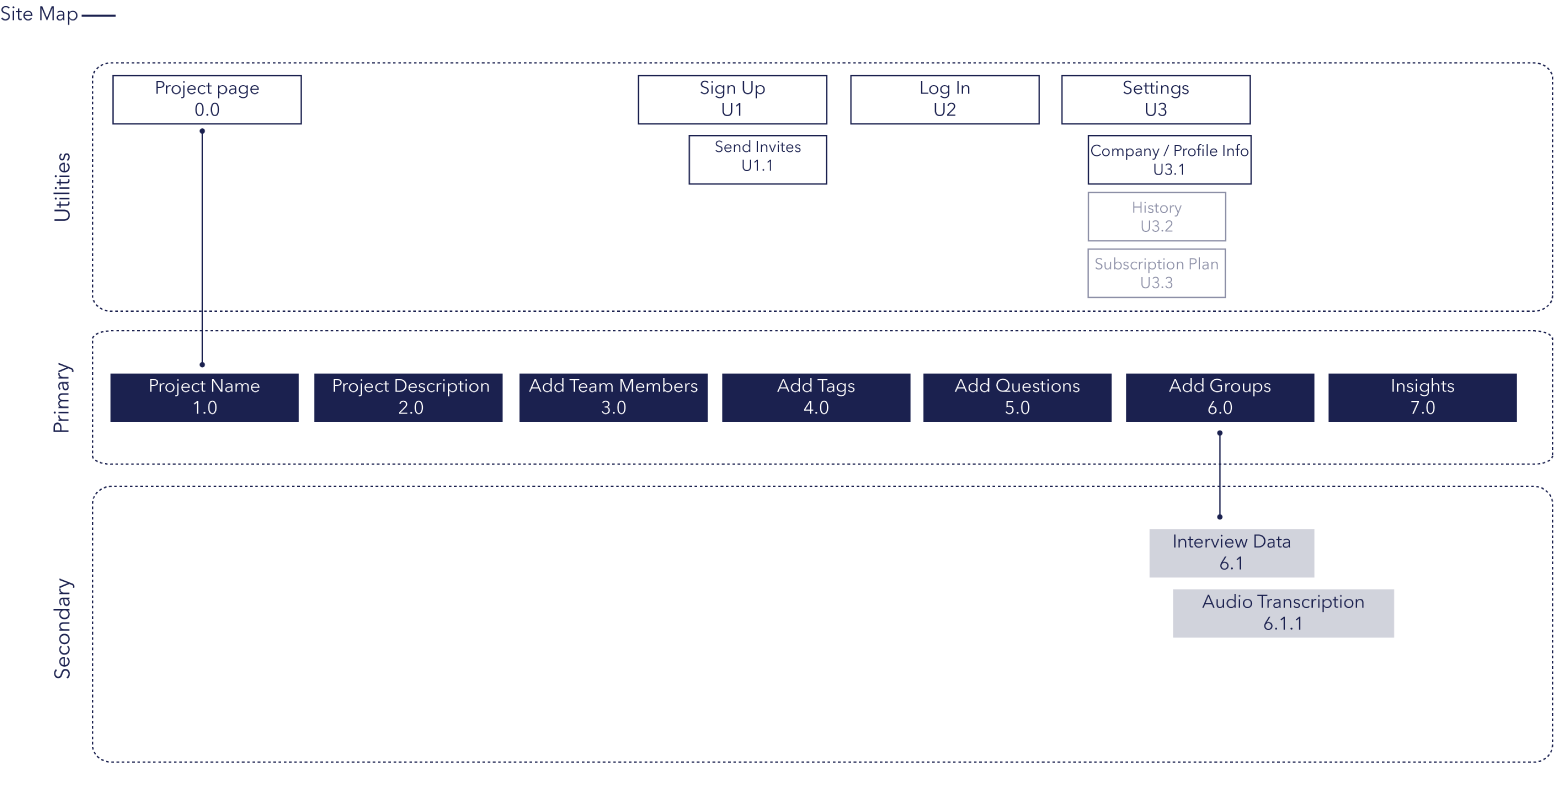 Site Map
Utilities
Project page
0.0
Sign Up
U1
Log In
U2
Settings
U3
Send Invites
U1.1
Company / Profile Info
U3.1
History
U3.2
Subscription Plan
U3.3
Primary
Project Name
1.0
Project Description
2.0
Add Team Members
3.0
Add Tags
4.0
Add Questions
5.0
Add Groups
6.0
Insights
7.0
Secondary
Interview Data
6.1
Audio Transcription
6.1.1